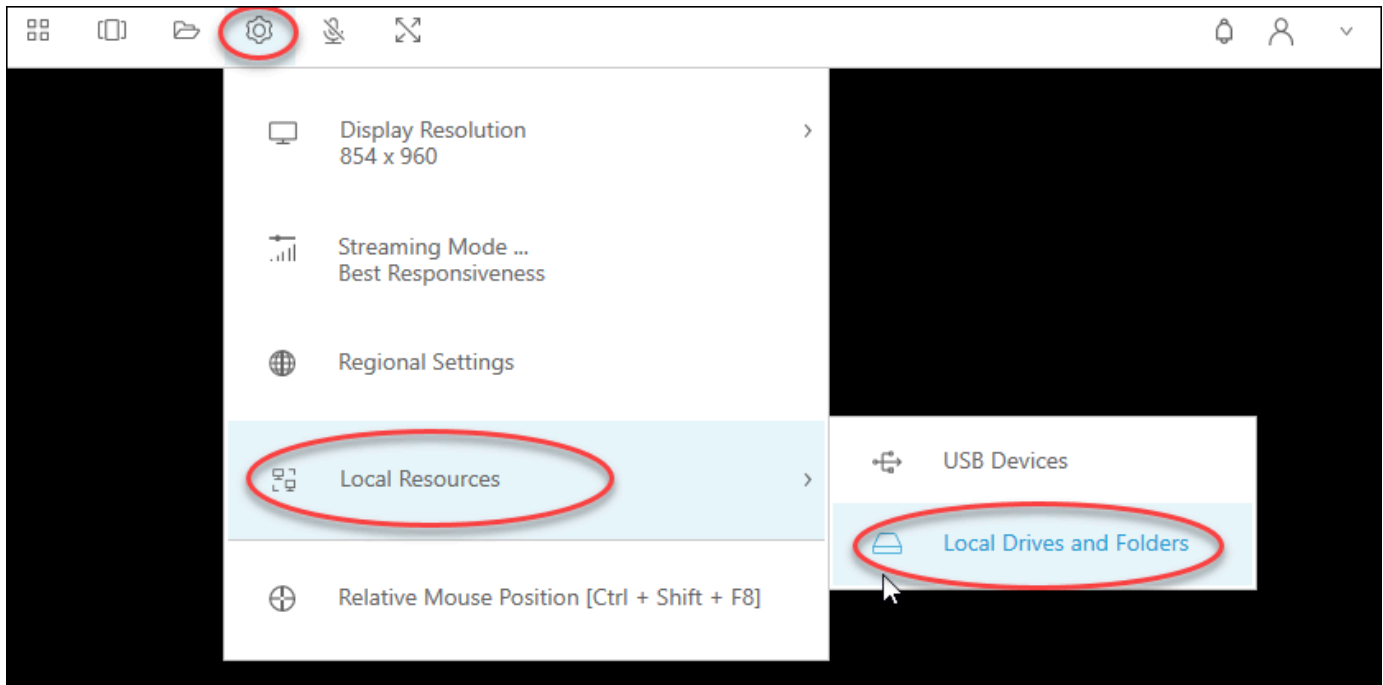 Display Resolution
854 x 960
Streaming Mode ...
Best Responsiveness
Regional Settings
Local Resources
USB Devices
Local Drives and Folders
Relative Mouse Position [Ctrl + Shift + F8]